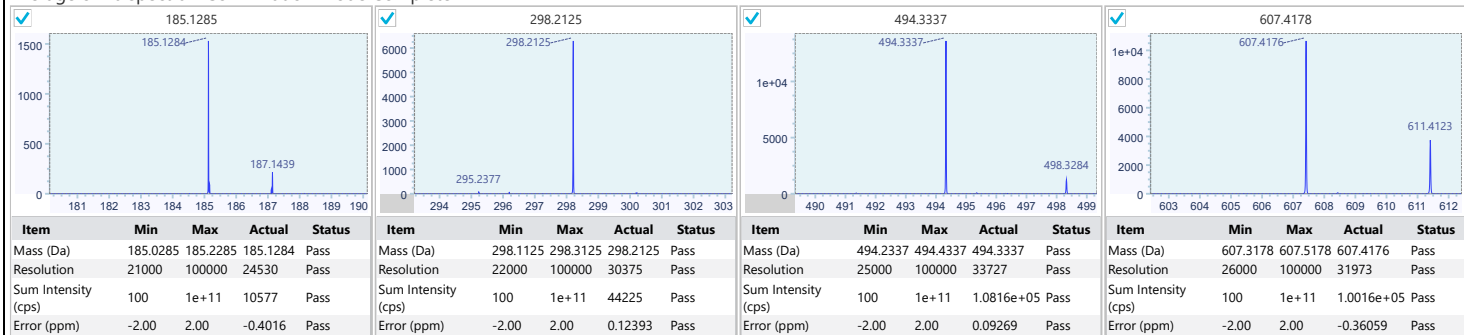 185.1285 298.2125 494.3337 607.4178
185.1284 298.2125 494.3337 607.4176
1500 6000 1e+04
5000 8000
1000 4000 1e+04 6000
3000 5000 611.4123
500 187.1439 2000 498.3284 4000
1000 295.2377 2000
0 0 0 0
181 182 183 184 185 186 187 188 189 190 294 295 296 297 298 299 300 301 302 303 490 491 492 493 494 495 496 497 498 499 603 604 605 606 607 608 609 610 611 612
Item Min Max Actual Status Item Min Max Actual Status Item Min Max Actual Status Item Min Max Actual Status
Mass (Da) 185.0285 185.2285 185.1284 Pass Mass (Da) 298.1125 298.3125 298.2125 Pass Mass (Da) 494.2337 494.4337 494.3337 Pass Mass (Da) 607.3178 607.5178 607.4176 Pass
Resolution 21000 100000 24530 Pass Resolution 22000 100000 30375 Pass Resolution 25000 100000 33727 Pass Resolution 26000 100000 31973 Pass
Sum Intensity (cps) 100 1e+11 10577 Pass Sum Intensity (cps) 100 1e+11 44225 Pass Sum Intensity (cps) 100 1e+11 1.0816e+05 Pass Sum Intensity (cps) 100 1e+11 1.0016e+05 Pass
Error (ppm) -2.00 2.00 -0.4016 Pass Error (ppm) -2.00 2.00 0.12393 Pass Error (ppm) -2.00 2.00 0.09269 Pass Error (ppm) -2.00 2.00 -0.36059 Pass